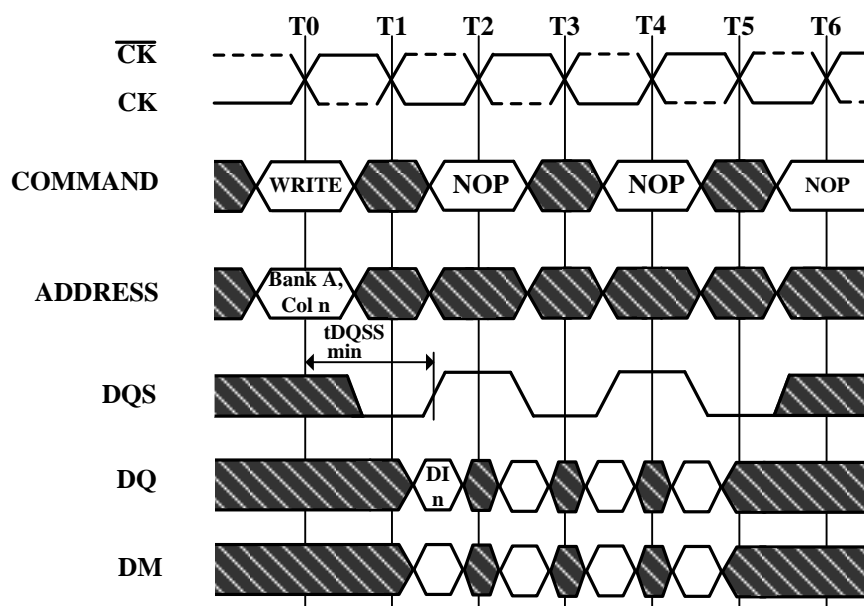 T0 T1 T2 T3 T4 T5 T6
CK
CK
COMMAND WRITE NOP NOP NOP
ADDRESS Bank A,
Col n
tDQSS
min
DQS
DQ DI
n
DM